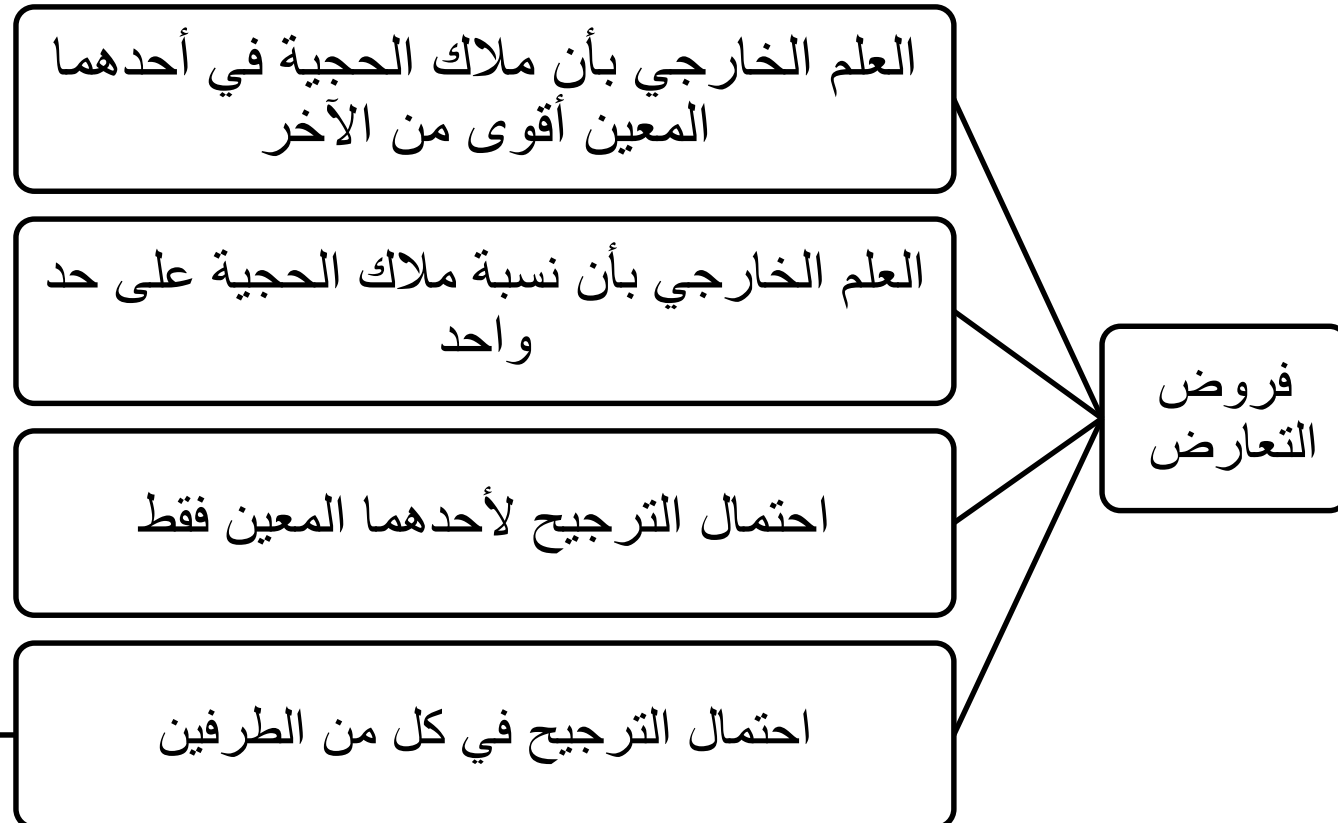 فروض
التعارض
العلم الخارجي بأن ملاك الحجية في أحدهما
المعين أقوى من الآخر
العلم الخارجي بأن نسبة ملاك الحجية على حد
واحد
احتمال الترجيح لأحدهما المعين فقط
احتمال الترجيح في كل من الطرفين